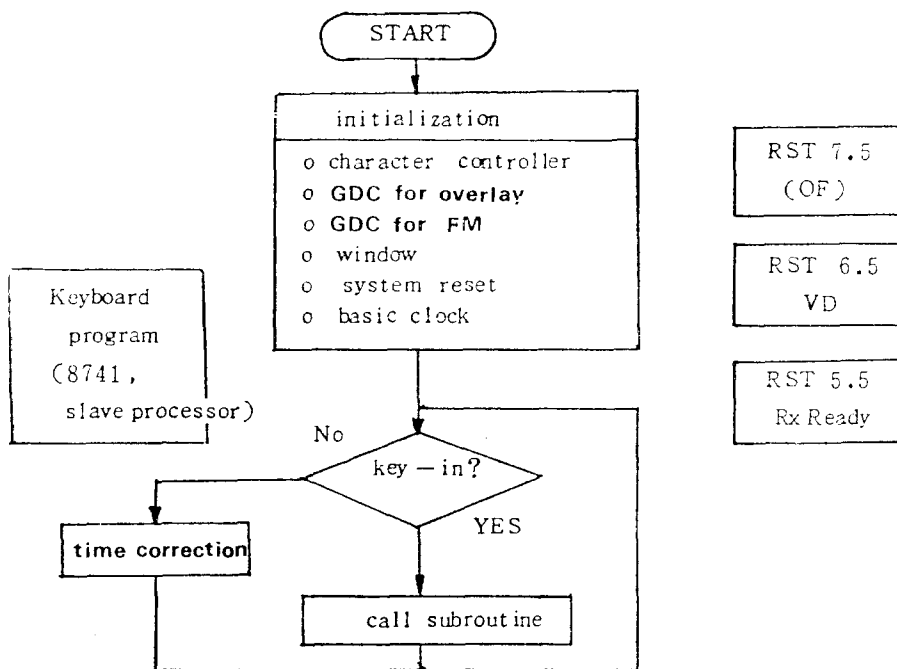 START
initialization
o character controller
o GDC for overlay
o GDC for FM
o window
o system reset
o basic clock
RST 7.5
(OF)
RST 6.5
VD
RST 5.5
Rx Ready
Keyboard
program
(8741,
slave processor)
No
key-in?
YES
time correction
call subroutine